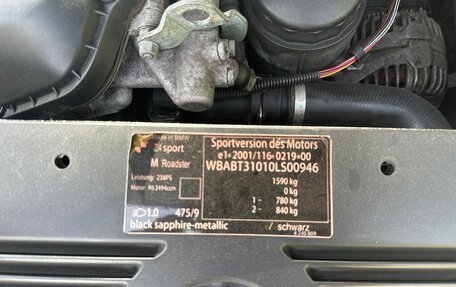 Made in BMW
Z4 sport
M Roadster
Leistung: 238PS
Motor: R6 2494ccm
1.0 475/9
black sapphire-metallic / schwarz
Sportversion des Motors
e1*2001/116*0219*00
WBABT31010LS00946
1590 kg
0 kg
1 - 780 kg
2 - 840 kg